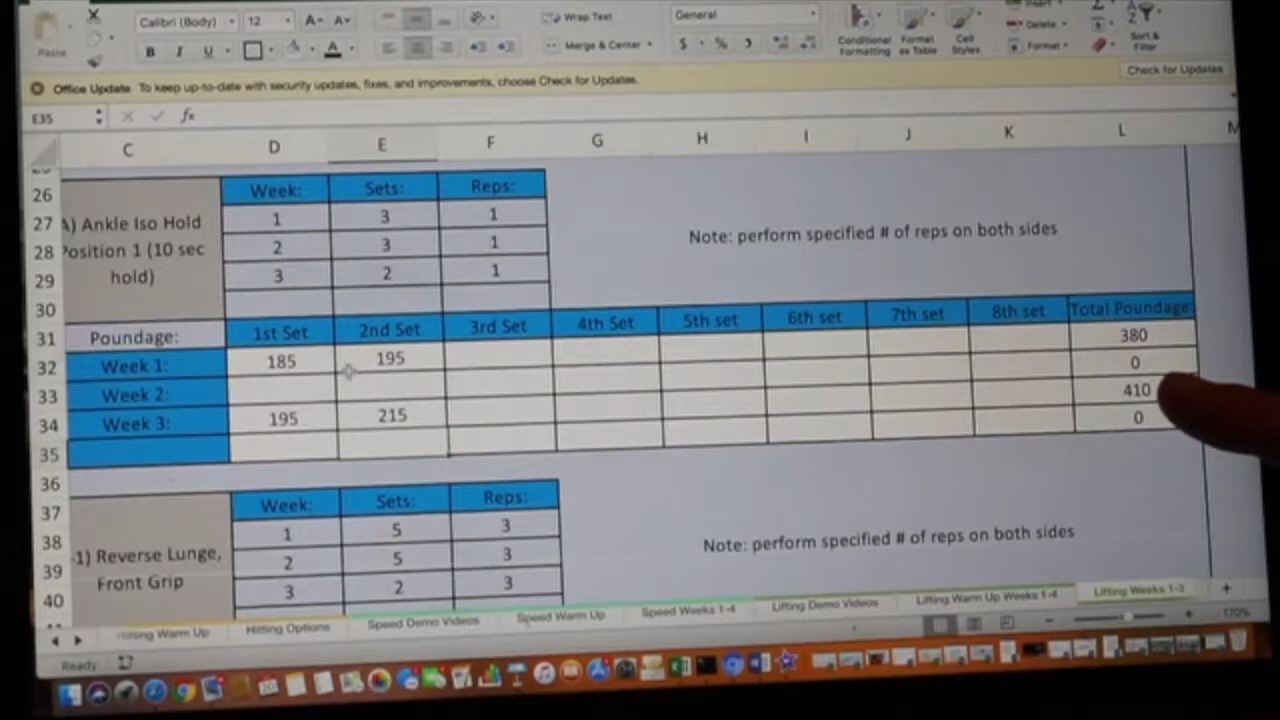 Paste
Calibri (Body) 12 A A Wrap Text General
B I U A Merge & Center $ % Conditional Formatting Format as Table Cell Styles Delete Format Sort & Filter
Office Update To keep up-to-date with security updates, fixes, and improvements, choose Check for Updates. Check for Updates
E35 fx
C D E F G H I J K L M
26 Week: Sets: Reps:
27 A) Ankle Iso Hold 1 3 1 Note: perform specified # of reps on both sides
28 Position 1 (10 sec 2 3 1
29 hold) 3 2 1
30
31 Poundage: 1st Set 2nd Set 3rd Set 4th Set 5th set 6th set 7th set 8th set Total Poundage:
32 Week 1: 185 195 380
33 Week 2: 0
34 Week 3: 195 215 410
35 0
36
37 Week: Sets: Reps:
38 1) Reverse Lunge, 1 5 3 Note: perform specified # of reps on both sides
39 Front Grip 2 5 3
40 3 2 3
Hitting Warm Up Hitting Options Speed Demo Videos Speed Warm Up Speed Weeks 1-4 Lifting Demo Videos Lifting Warm Up Weeks 1-4 Lifting Weeks 1-3 +
Ready 170%